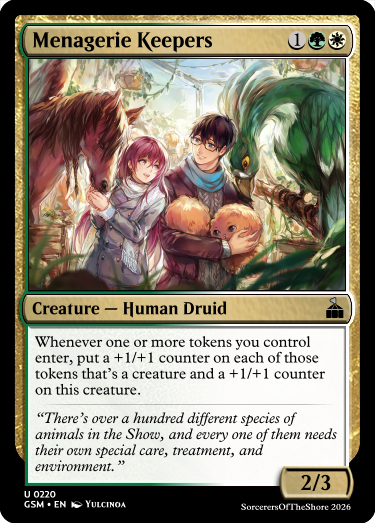 Menagerie Keepers 1
Creature — Human Druid
Whenever one or more tokens you control
enter, put a +1/+1 counter on each of those
tokens that's a creature and a +1/+1 counter
on this creature.
“There's over a hundred different species of
animals in the Show, and every one of them needs
their own special care, treatment, and
environment.”
2/3
U 0220
GSM • EN Yulcinoa
SorcerersOfTheShore 2026